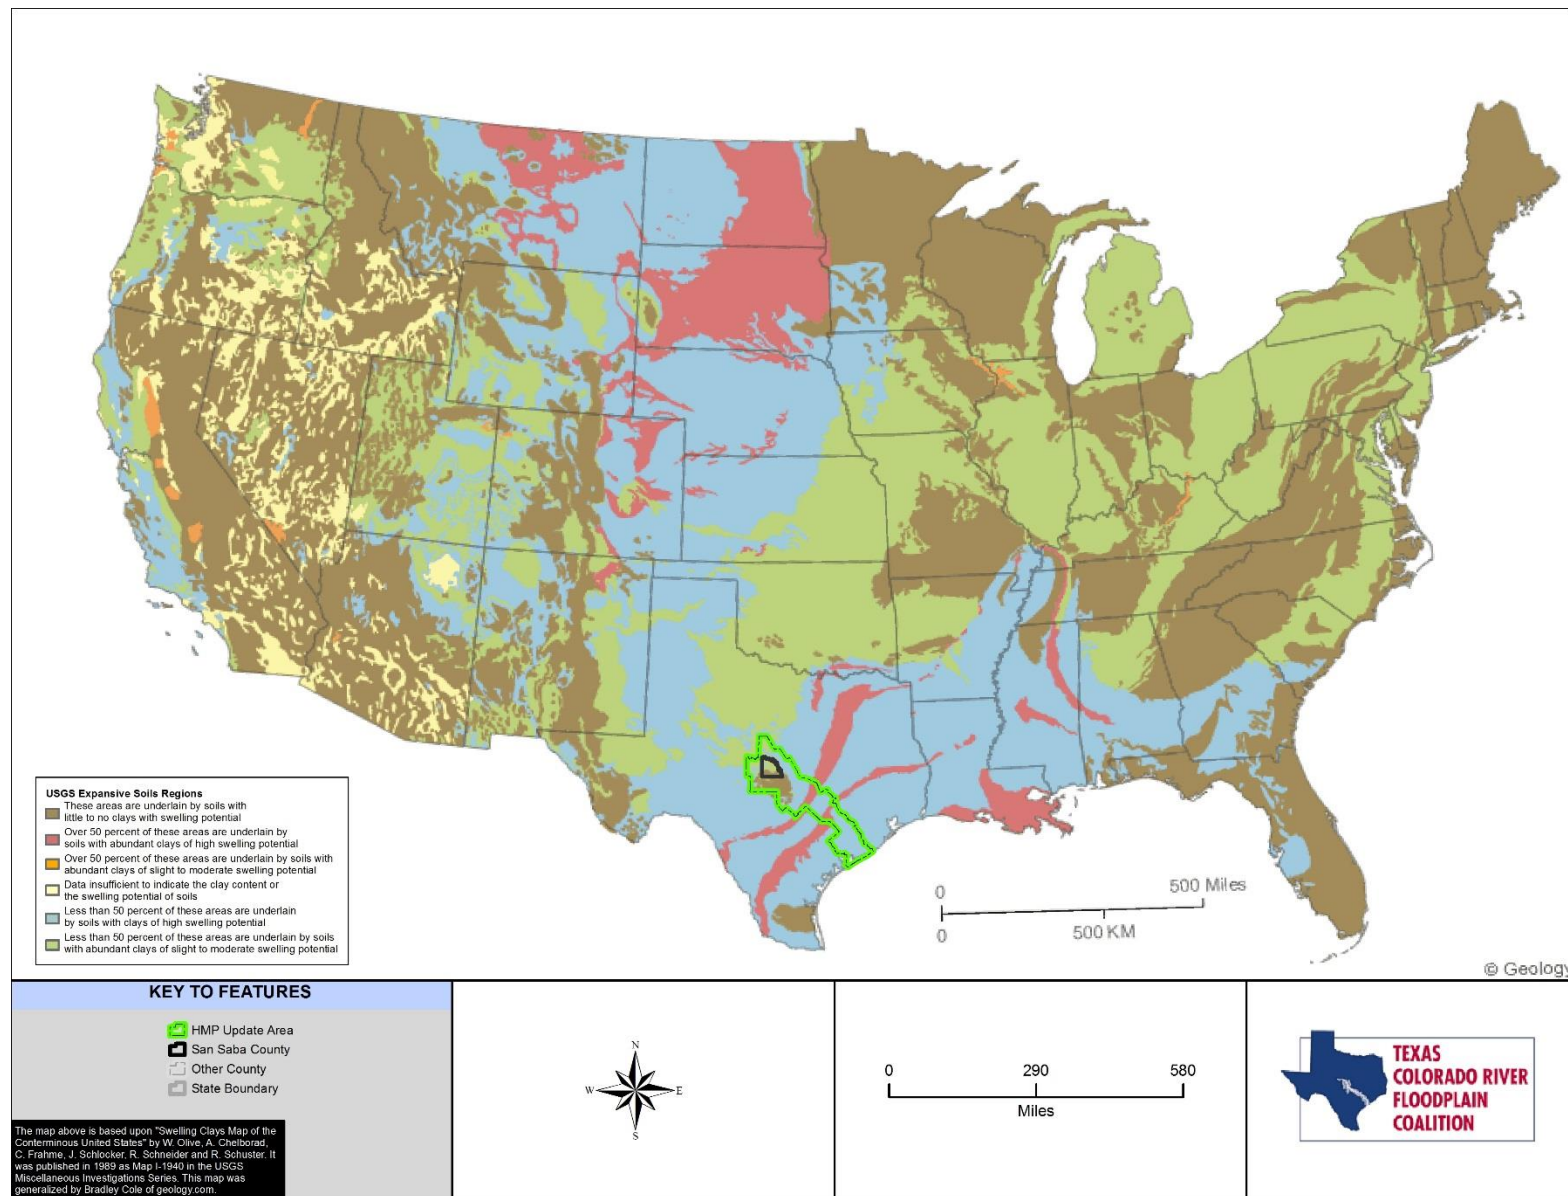 500 Miles
0
0
500 KM
© Geology
USGS Expansive Soils Regions
These areas are underlain by soils with
little to no clays with swelling potential
Over 50 percent of these areas are underlain by
soils with abundant clays of high swelling potential
Over 50 percent of these areas are underlain by soils with
abundant clays of slight to moderate swelling potential
Data insufficient to indicate the clay content or
the swelling potential of soils
Less than 50 percent of these areas are underlain
by soils with clays of high swelling potential
Less than 50 percent of these areas are underlain by soils
with abundant clays of slight to moderate swelling potential
KEY TO FEATURES
HMP Update Area
San Saba County
Other County
State Boundary
The map above is based upon "Swelling Clays Map of the
Conterminous United States" by W. Olive, A. Chelborad,
C. Frahme, J. Schlocker, R. Schneider and R. Schuster. It
was published in 1989 as Map I-1940 in the USGS
Miscellaneous Investigations Series. This map was
generalized by Bradley Cole of geology.com.
N
W E
S
0 290 580
Miles
TEXAS
COLORADO RIVER
FLOODPLAIN
COALITION